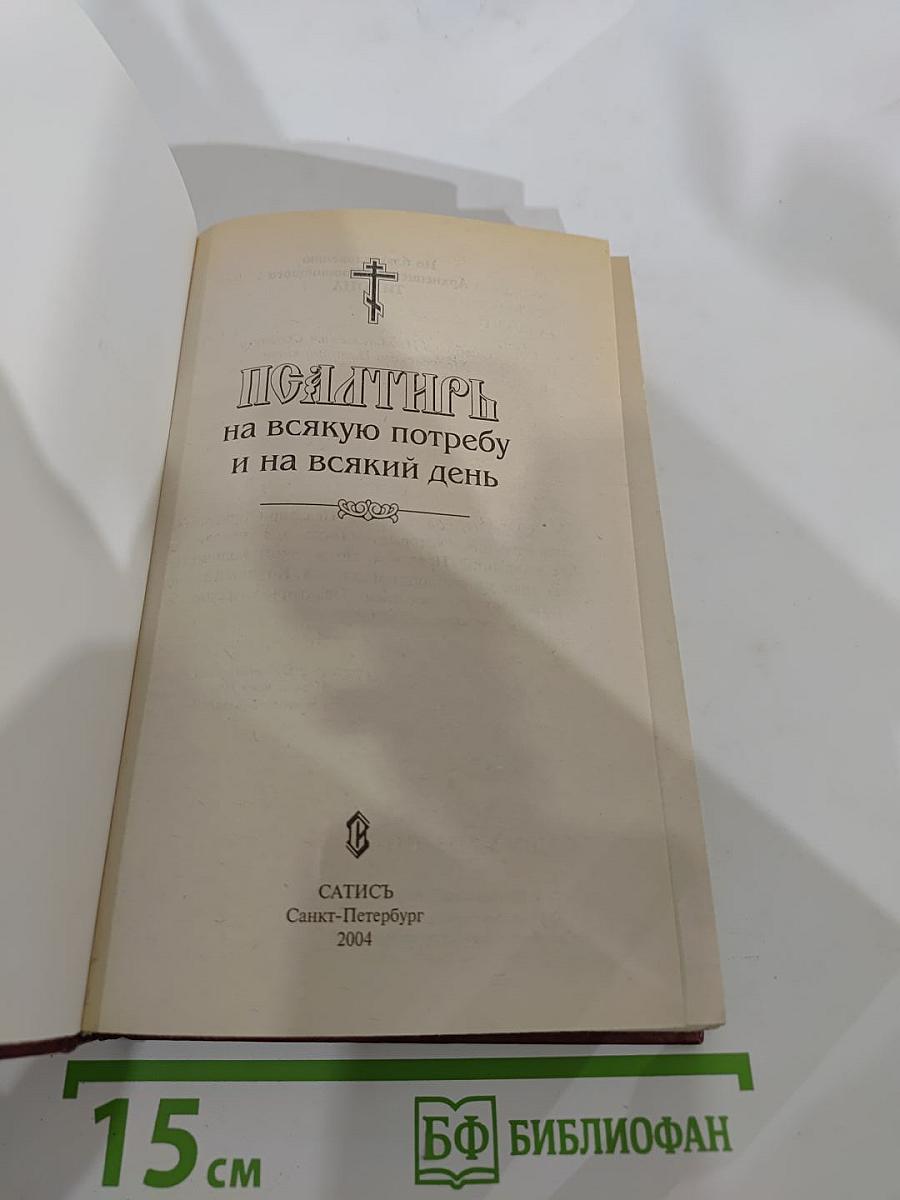 ПСАЛТИРЬ
на всякую потребу
и на всякий день
САТИСЪ
Санкт-Петербург
2004
15 см
БФ БИБЛИОФАН